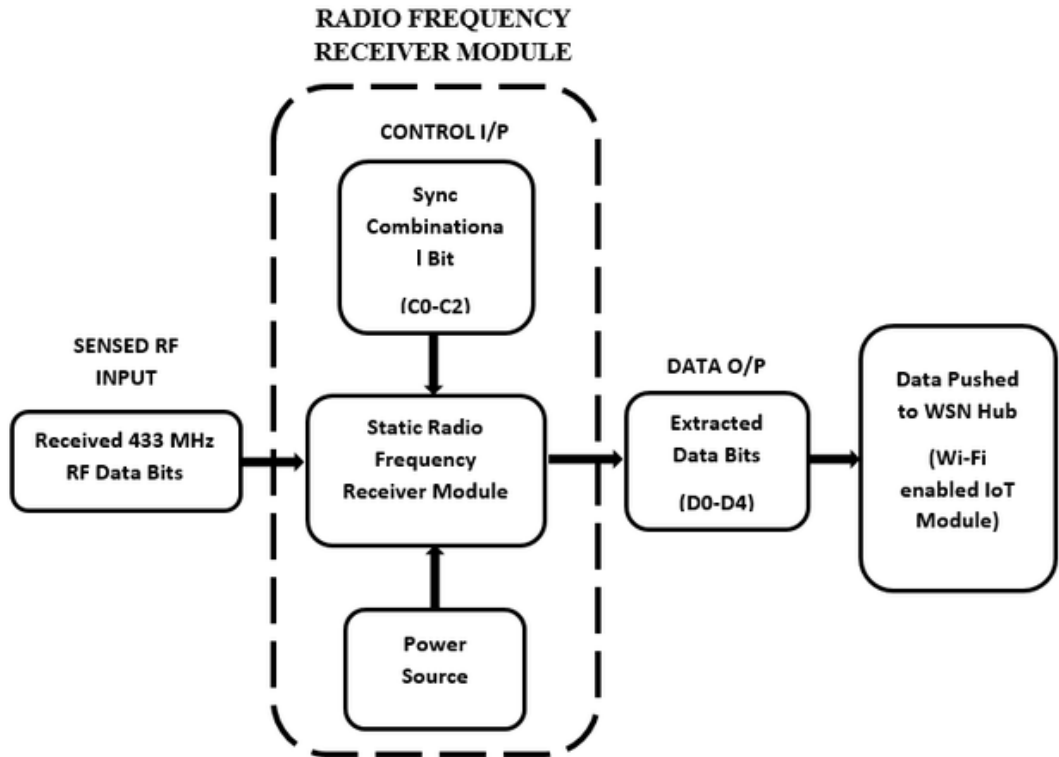 RADIO FREQUENCY
RECEIVER MODULE
CONTROL I/P
Sync
Combinationa
l Bit
(C0-C2)
SENSED RF
INPUT
Received 433 MHz
RF Data Bits
Static Radio
Frequency
Receiver Module
Power
Source
DATA O/P
Extracted
Data Bits
(D0-D4)
Data Pushed
to WSN Hub
(Wi-Fi
enabled IoT
Module)